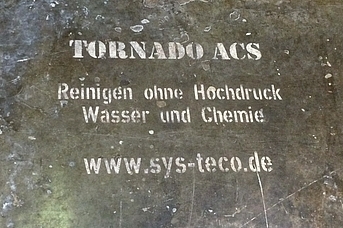 TORNADO ACS
Reinigen ohne Hochdruck
Wasser und Chemie
www.sys-teco.de